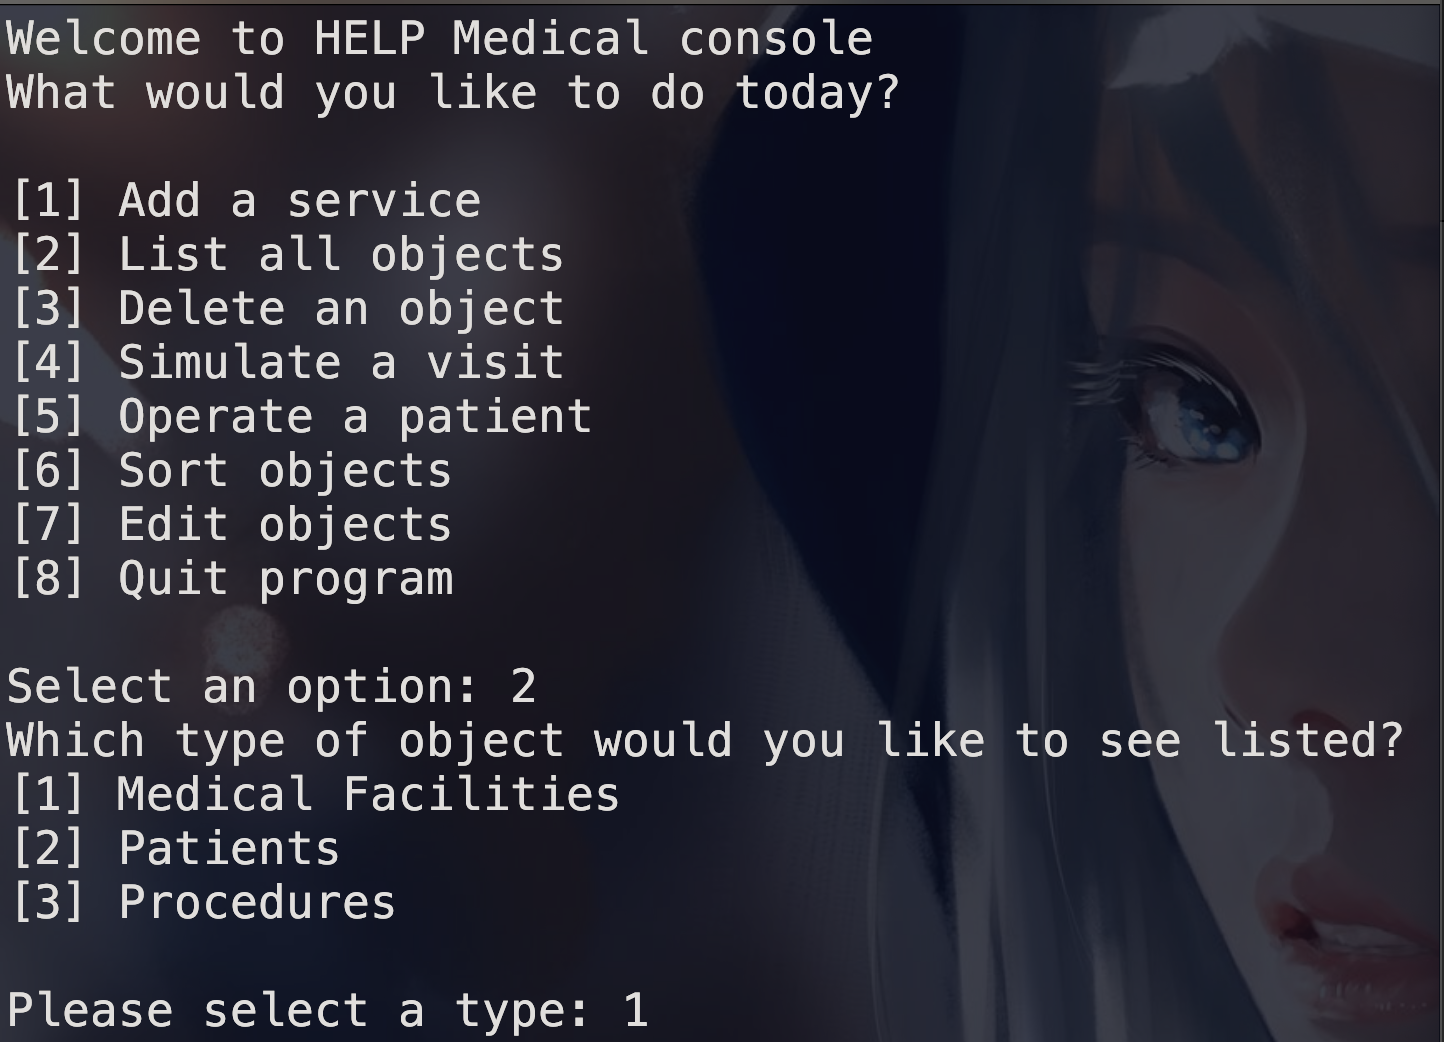 Welcome to HELP Medical console
What would you like to do today?
[1] Add a service
[2] List all objects
[3] Delete an object
[4] Simulate a visit
[5] Operate a patient
[6] Sort objects
[7] Edit objects
[8] Quit program
Select an option: 2
Which type of object would you like to see listed?
[1] Medical Facilities
[2] Patients
[3] Procedures
Please select a type: 1